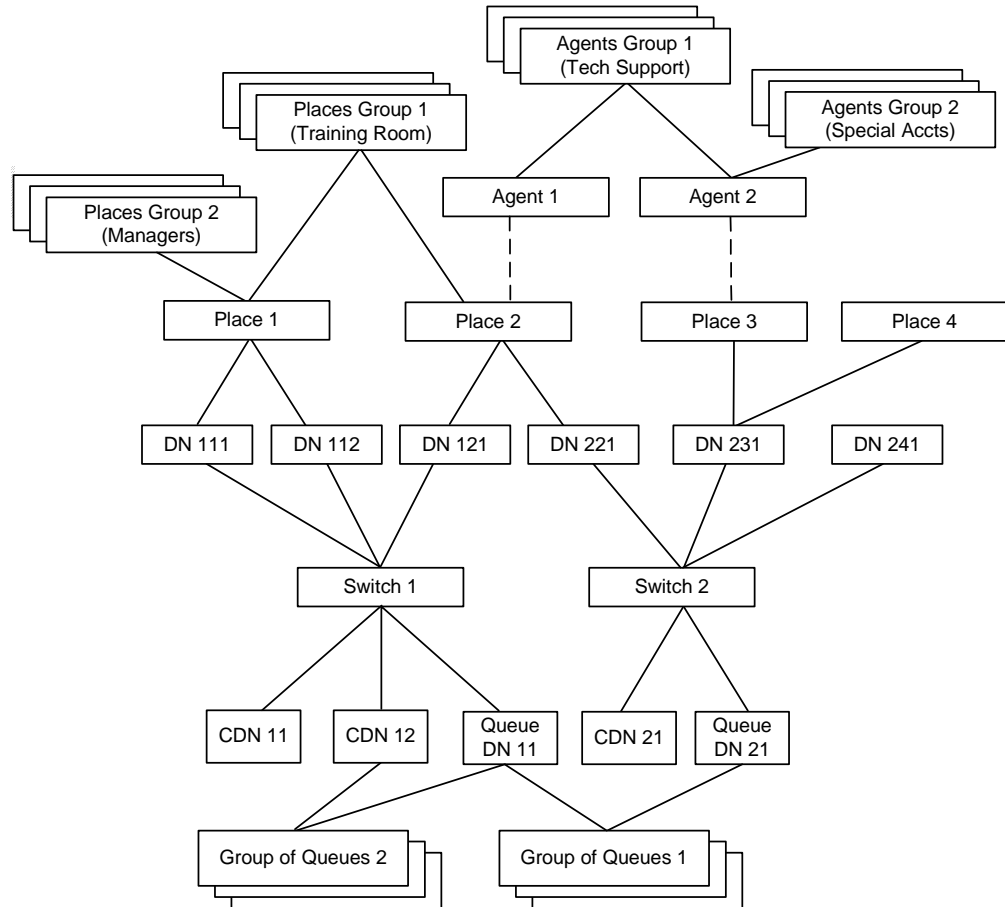 Agents Group 1
(Tech Support)
Places Group 1
(Training Room)
Agents Group 2
(Special Accts)
Places Group 2
(Managers)
Agent 1
Agent 2
Place 1
Place 2
Place 3
Place 4
DN 111
DN 112
DN 121
DN 221
DN 231
DN 241
Switch 1
Switch 2
CDN 11
CDN 12
Queue
DN 11
CDN 21
Queue
DN 21
Group of Queues 2
Group of Queues 1